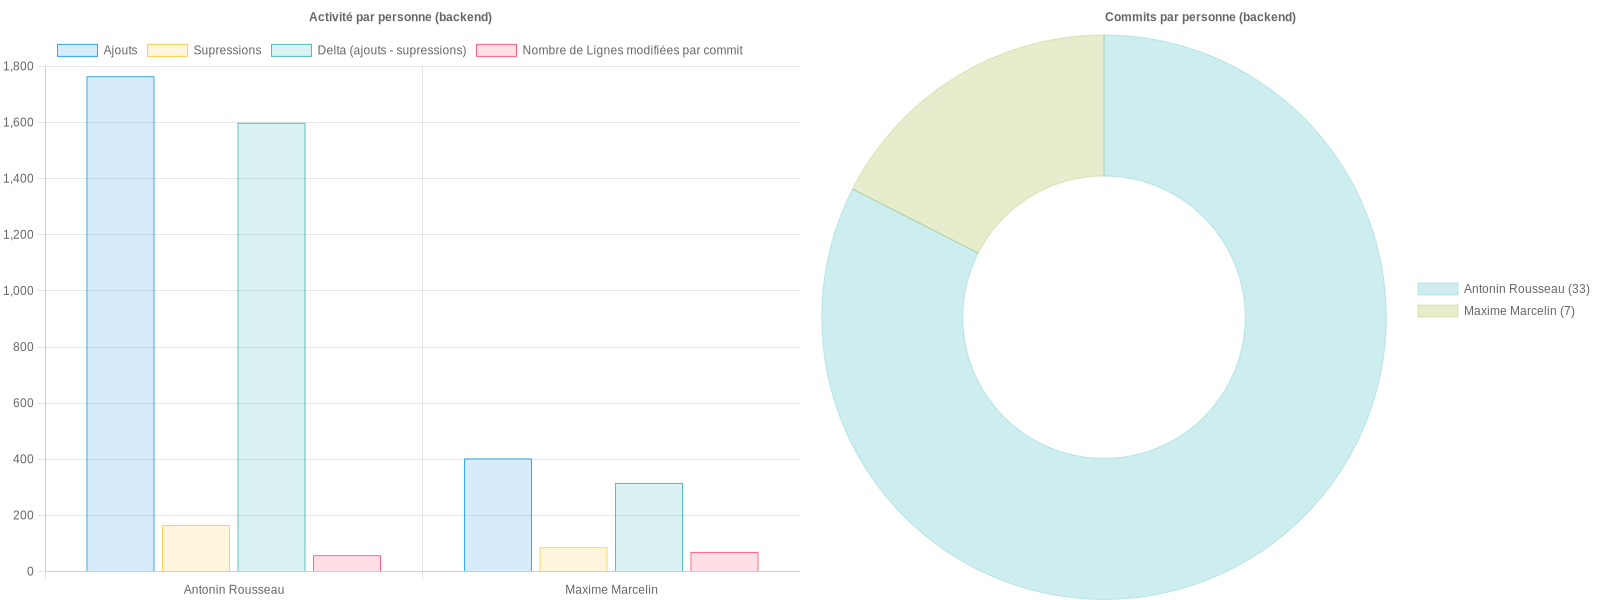 Activité par personne (backend)
Ajouts
Supressions
Delta (ajouts - supressions)
Nombre de Lignes modifiées par commit
1,800
1,600
1,400
1,200
1,000
800
600
400
200
0
Antonin Rousseau
Maxime Marcelin
Commits par personne (backend)
Antonin Rousseau (33)
Maxime Marcelin (7)